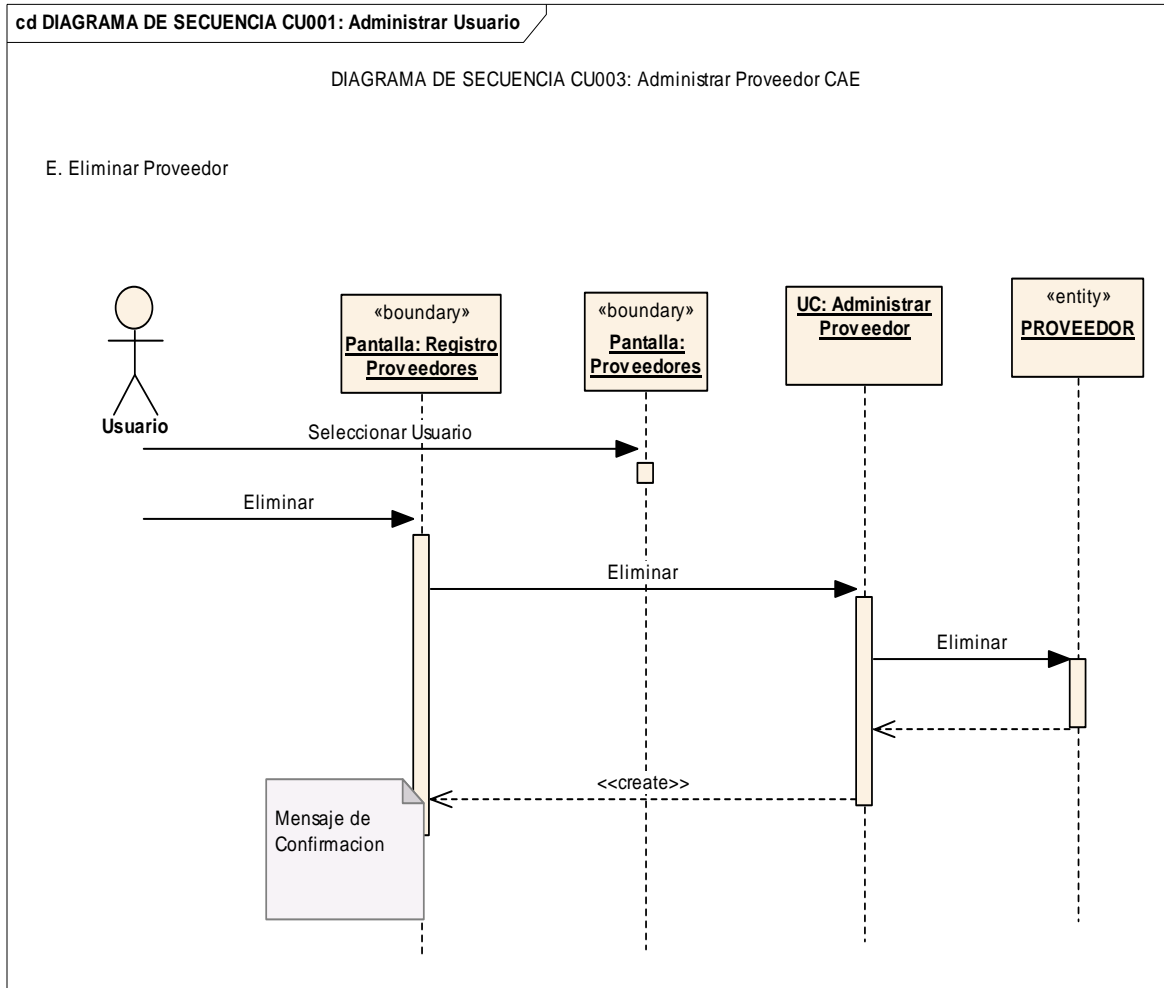 cd DIAGRAMA DE SECUENCIA CU001: Administrar Usuario
DIAGRAMA DE SECUENCIA CU003: Administrar Proveedor CAE
E. Eliminar Proveedor
Usuario
«boundary»
Pantalla: Registro
Proveedores
«boundary»
Pantalla:
Proveedores
UC: Administrar
Proveedor
«entity»
PROVEEDOR
Seleccionar Usuario
Eliminar
Eliminar
Eliminar
<<create>>
Mensaje de
Confirmacion